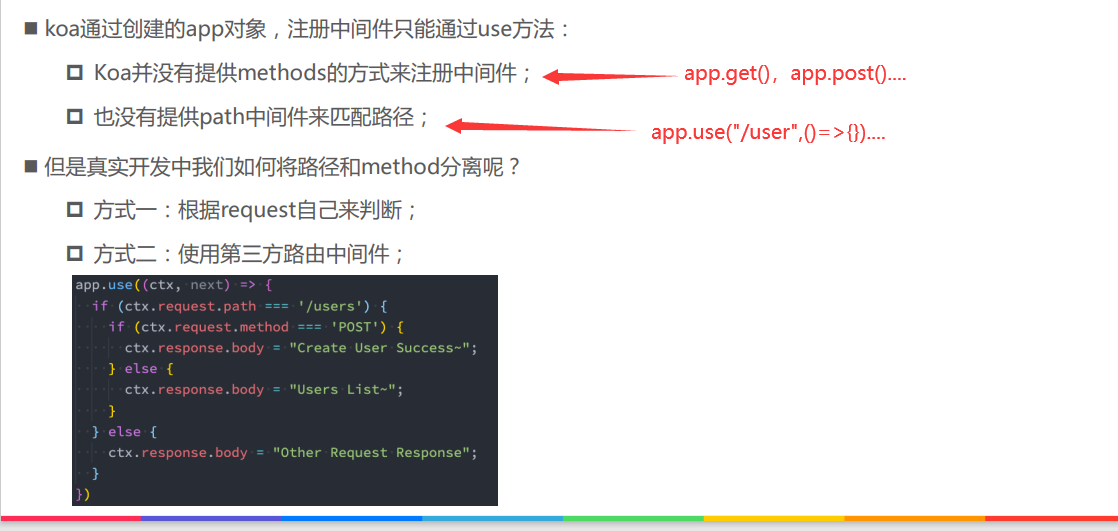 koa通过创建的app对象，注册中间件只能通过use方法：
Koa并没有提供methods的方式来注册中间件；
app.get()，app.post()....
也没有提供path中间件来匹配路径；
app.use("/user",()=>{})....
但是真实开发中我们如何将路径和method分离呢？
方式一：根据request自己来判断；
方式二：使用第三方路由中间件；
app.use((ctx, next) => {
  if (ctx.request.path === '/users') {
    if (ctx.request.method === 'POST') {
      ctx.response.body = "Create User Success~";
    } else {
      ctx.response.body = "Users List~";
    }
  } else {
    ctx.response.body = "Other Request Response";
  }
})